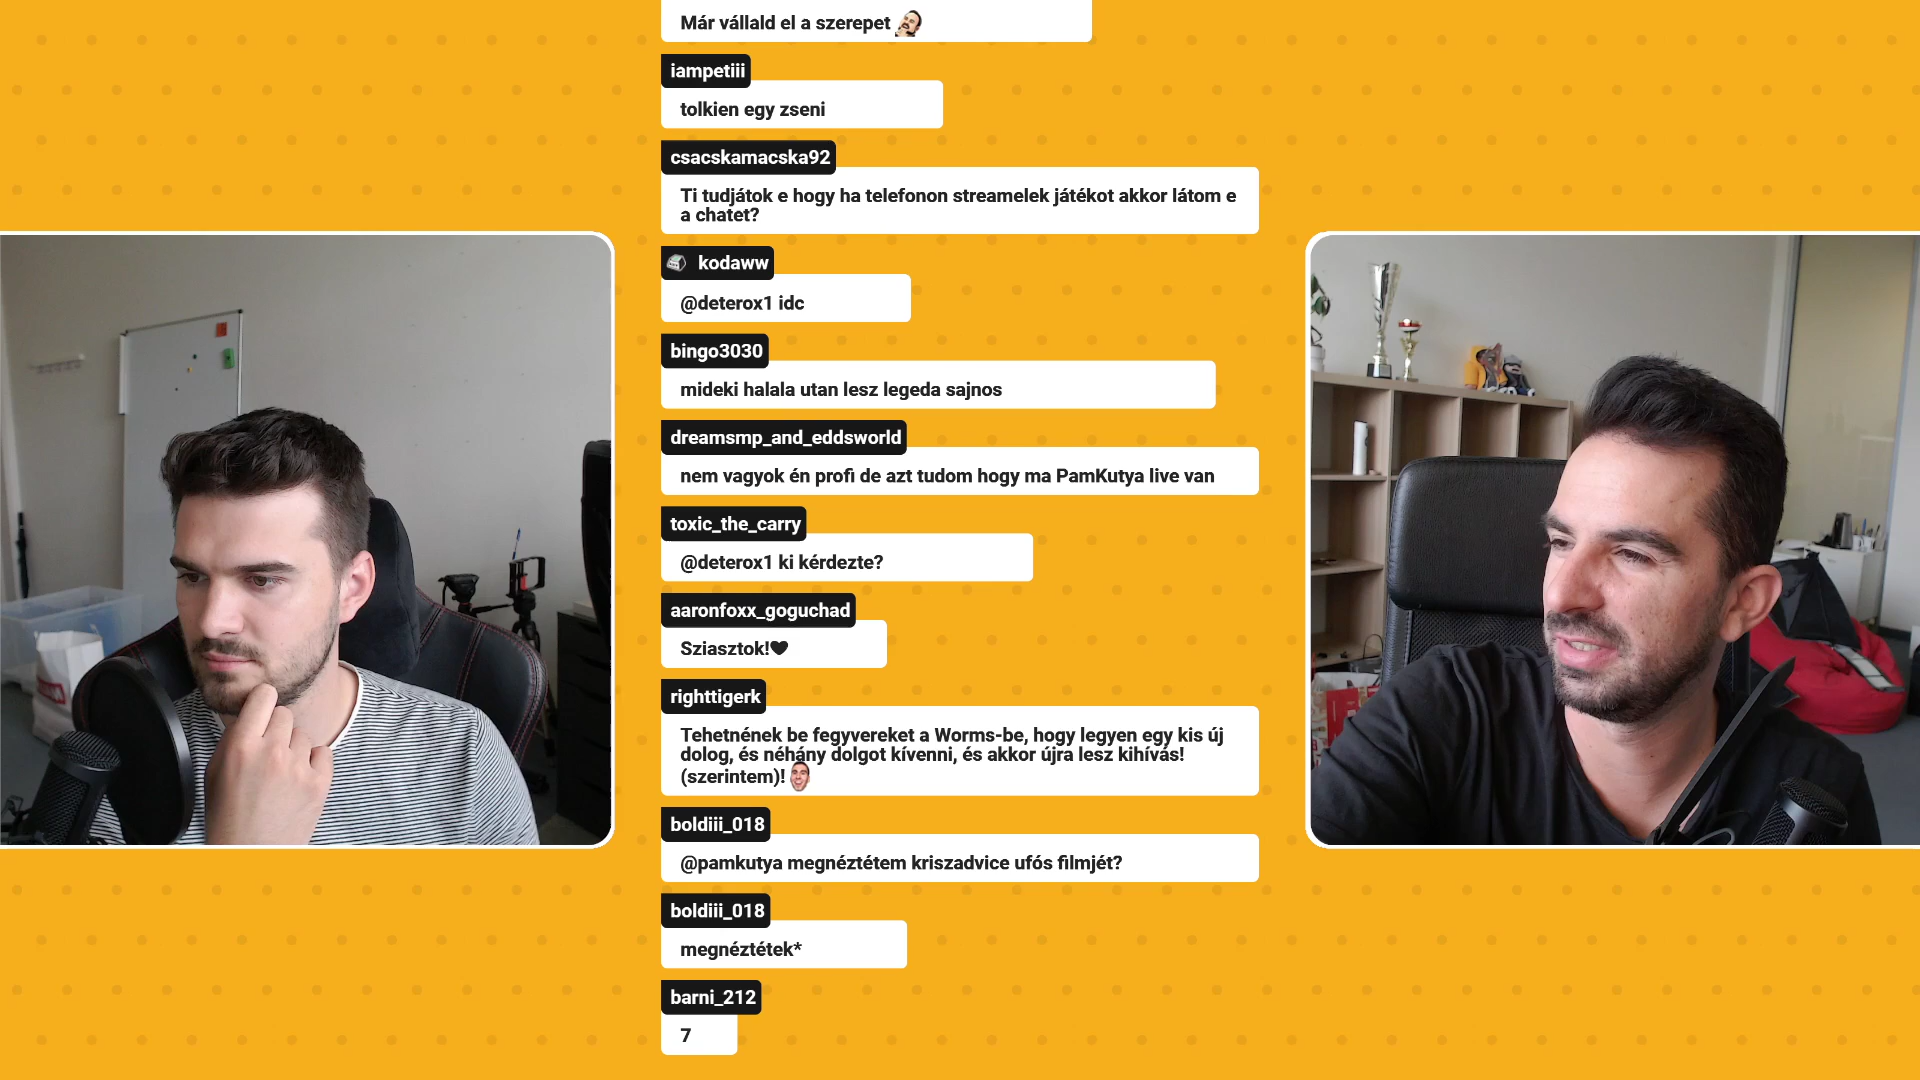 Már vállald el a szerepet
iampetiii
tolkien egy zseni
csacskamacska92
Ti tudjátok e hogy ha telefonon streamelek játékot akkor látom e
a chatet?
kodaww
@deterox1 idc
bingo3030
mideki halala utan lesz legeda sajnos
dreamsmp_and_eddsworld
nem vagyok én profi de azt tudom hogy ma PamKutya live van
toxic_the_carry
@deterox1 ki kérdezte?
aaronfoxx_goguchad
Sziasztok!🖤
righttigerk
Tehetnének be fegyvereket a Worms-be, hogy legyen egy kis új
dolog, és néhány dolgot kívenni, és akkor újra lesz kihívás!
(szerintem)!
boldiii_018
@pamkutya megnéztétem kriszadvice ufós filmjét?
boldiii_018
megnéztétek*
barni_212
7